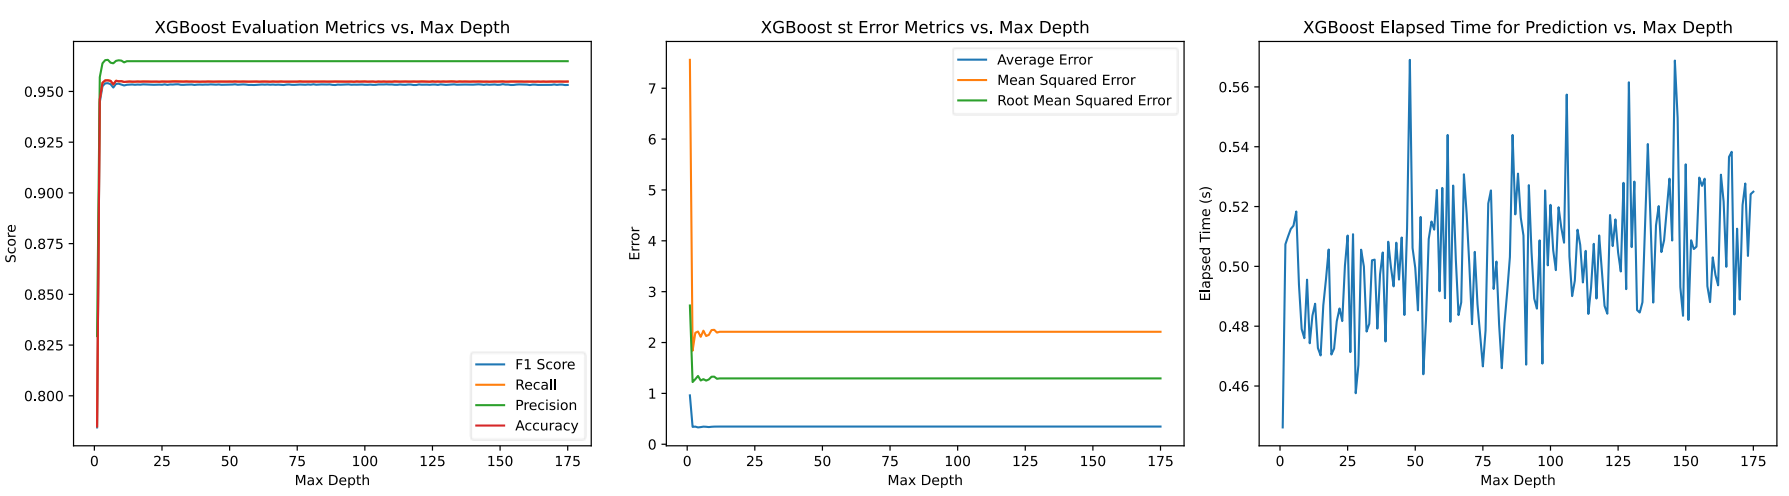 XGBoost Evaluation Metrics vs. Max Depth
Score
0.950
0.925
0.900
0.875
0.850
0.825
0.800
F1 Score
Recall
Precision
Accuracy
0 25 50 75 100 125 150 175
Max Depth
XGBoost st Error Metrics vs. Max Depth
Error
7
6
5
4
3
2
1
0
Average Error
Mean Squared Error
Root Mean Squared Error
0 25 50 75 100 125 150 175
Max Depth
XGBoost Elapsed Time for Prediction vs. Max Depth
Elapsed Time (s)
0.56
0.54
0.52
0.50
0.48
0.46
0 25 50 75 100 125 150 175
Max Depth